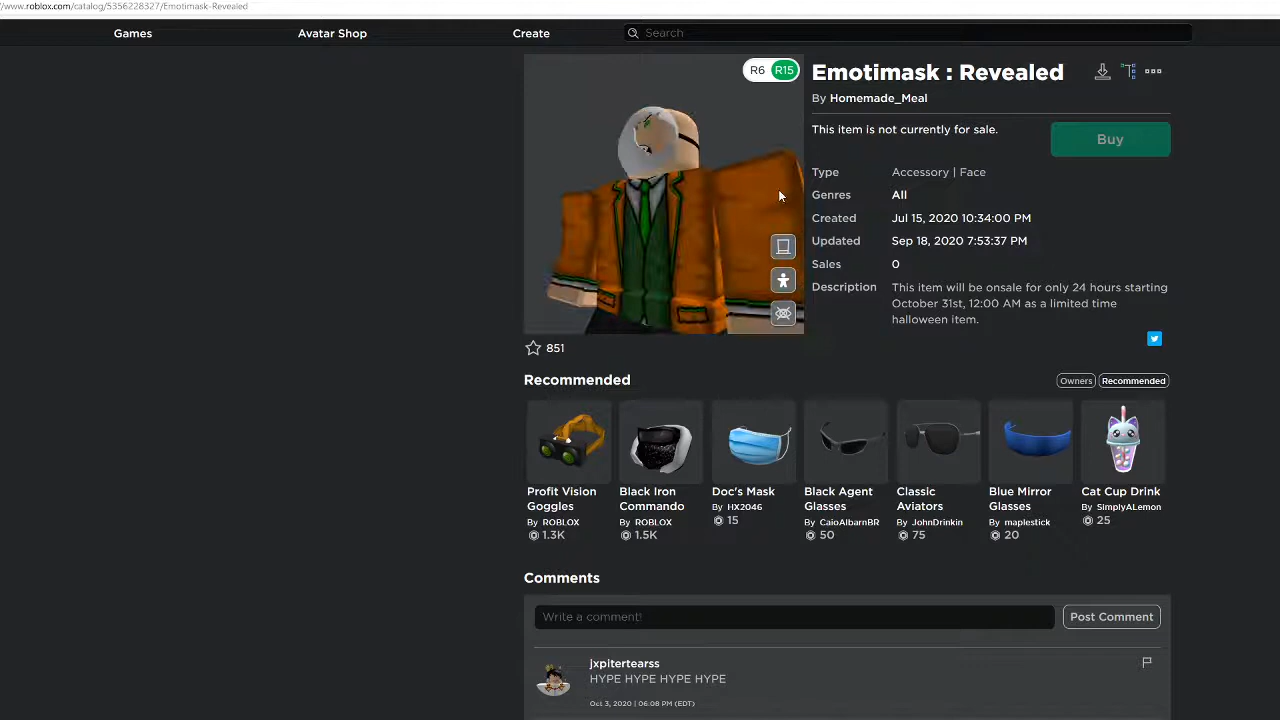 /www.roblox.com/catalog/5356228327/Emotimask-Revealed
Games Avatar Shop Create Search
R6 R15
Emotimask : Revealed
By Homemade_Meal
This item is not currently for sale.
Buy
Type Accessory | Face
Genres All
Created Jul 15, 2020 10:34:00 PM
Updated Sep 18, 2020 7:53:37 PM
Sales 0
Description This item will be onsale for only 24 hours starting
October 31st, 12:00 AM as a limited time
halloween item.
851
Recommended
Owners Recommended
Profit Vision
Goggles
By ROBLOX
1.3K
Black Iron
Commando
By ROBLOX
1.5K
Doc's Mask
By HX2046
15
Black Agent
Glasses
By CaioAlbarnBR
50
Classic
Aviators
By JohnDrinkin
75
Blue Mirror
Glasses
By maplestick
20
Cat Cup Drink
By SimplyALemon
25
Comments
Write a comment!
Post Comment
jxpitertearss
HYPE HYPE HYPE HYPE
Oct 3, 2020 | 06:08 PM (EDT)